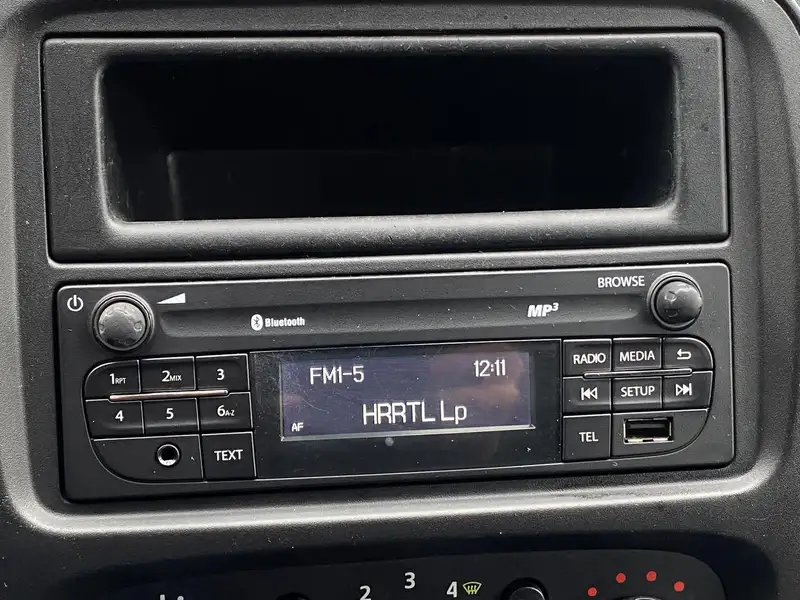 BROWSE
Bluetooth
MP3
1RPT 2MIX 3
4 5 6A-Z
TEXT
FM1-5 12:11
HRRTL Lp
AF
RADIO MEDIA
SETUP
TEL
2 3 4